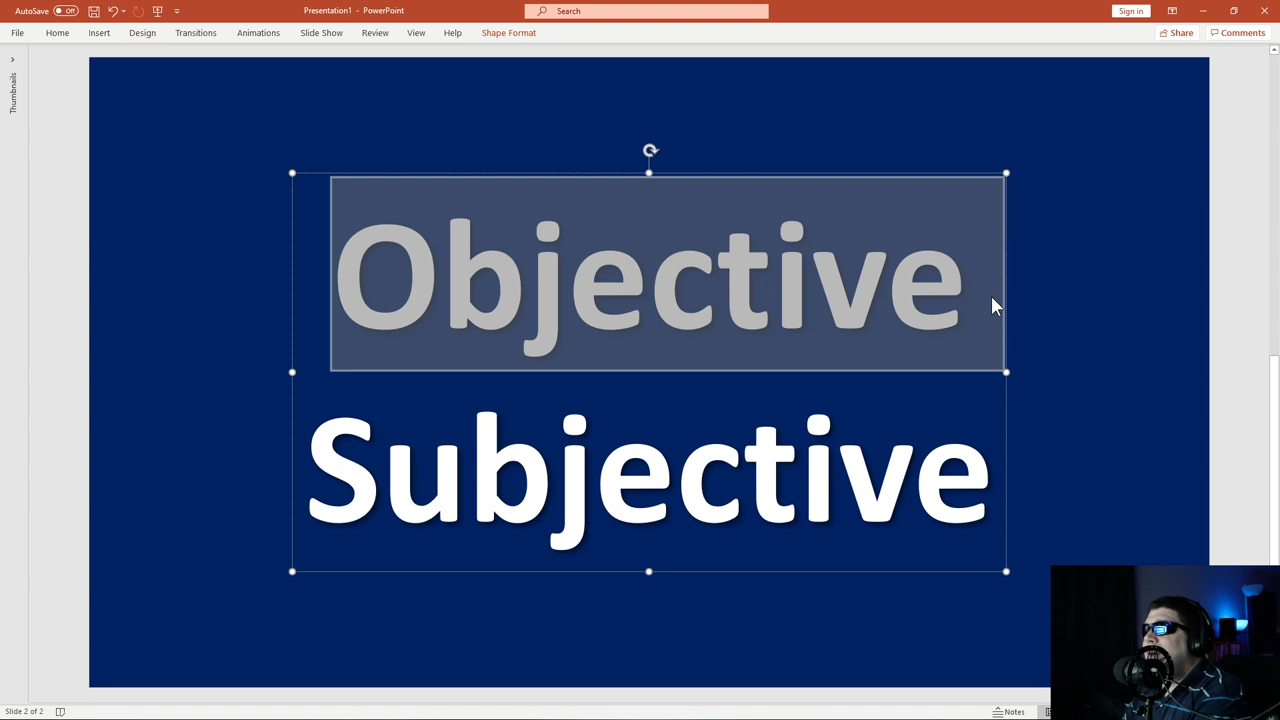 AutoSave Off Presentation1 - PowerPoint Search Sign in
File Home Insert Design Transitions Animations Slide Show Review View Help Shape Format Share Comments
Thumbnails
Objective
Subjective
Slide 2 of 2 Notes